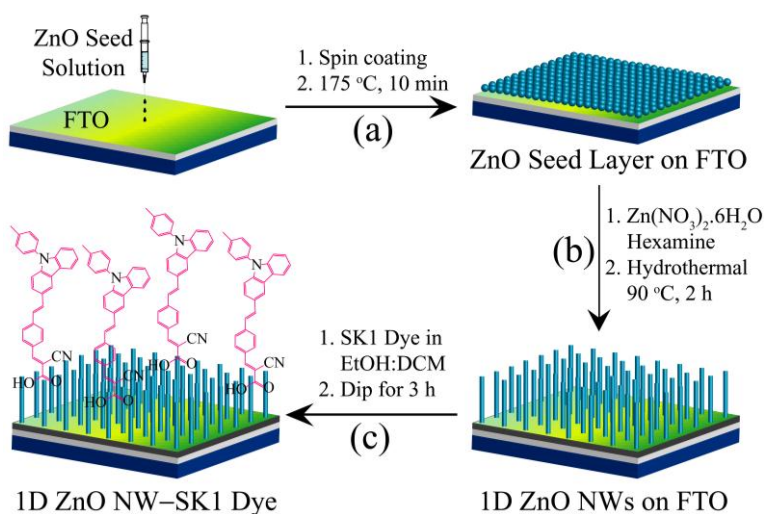 ZnO Seed
Solution
FTO
1. Spin coating
2. 175 °C, 10 min
(a)
ZnO Seed Layer on FTO
(b)
1. Zn(NO₃)₂.6H₂O
Hexamine
2. Hydrothermal
90 °C, 2 h
1D ZnO NWs on FTO
1. SK1 Dye in
EtOH:DCM
2. Dip for 3 h
(c)
N
N
N
N
CN
HO
O
CN
HO
O
CN
HO
O
CN
HO
O
1D ZnO NW–SK1 Dye